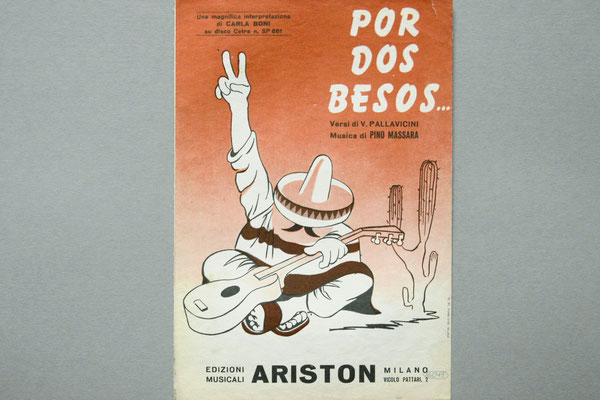 Una magnifica interpretazione
di CARLA BONI
su disco Cetra n. SP 661
POR
DOS
BESOS...
Versi di V. PALLAVICINI
Musica di PINO MASSARA
EDIZIONI
MUSICALI
ARISTON
MILANO
VICOLO PATTARI, 2